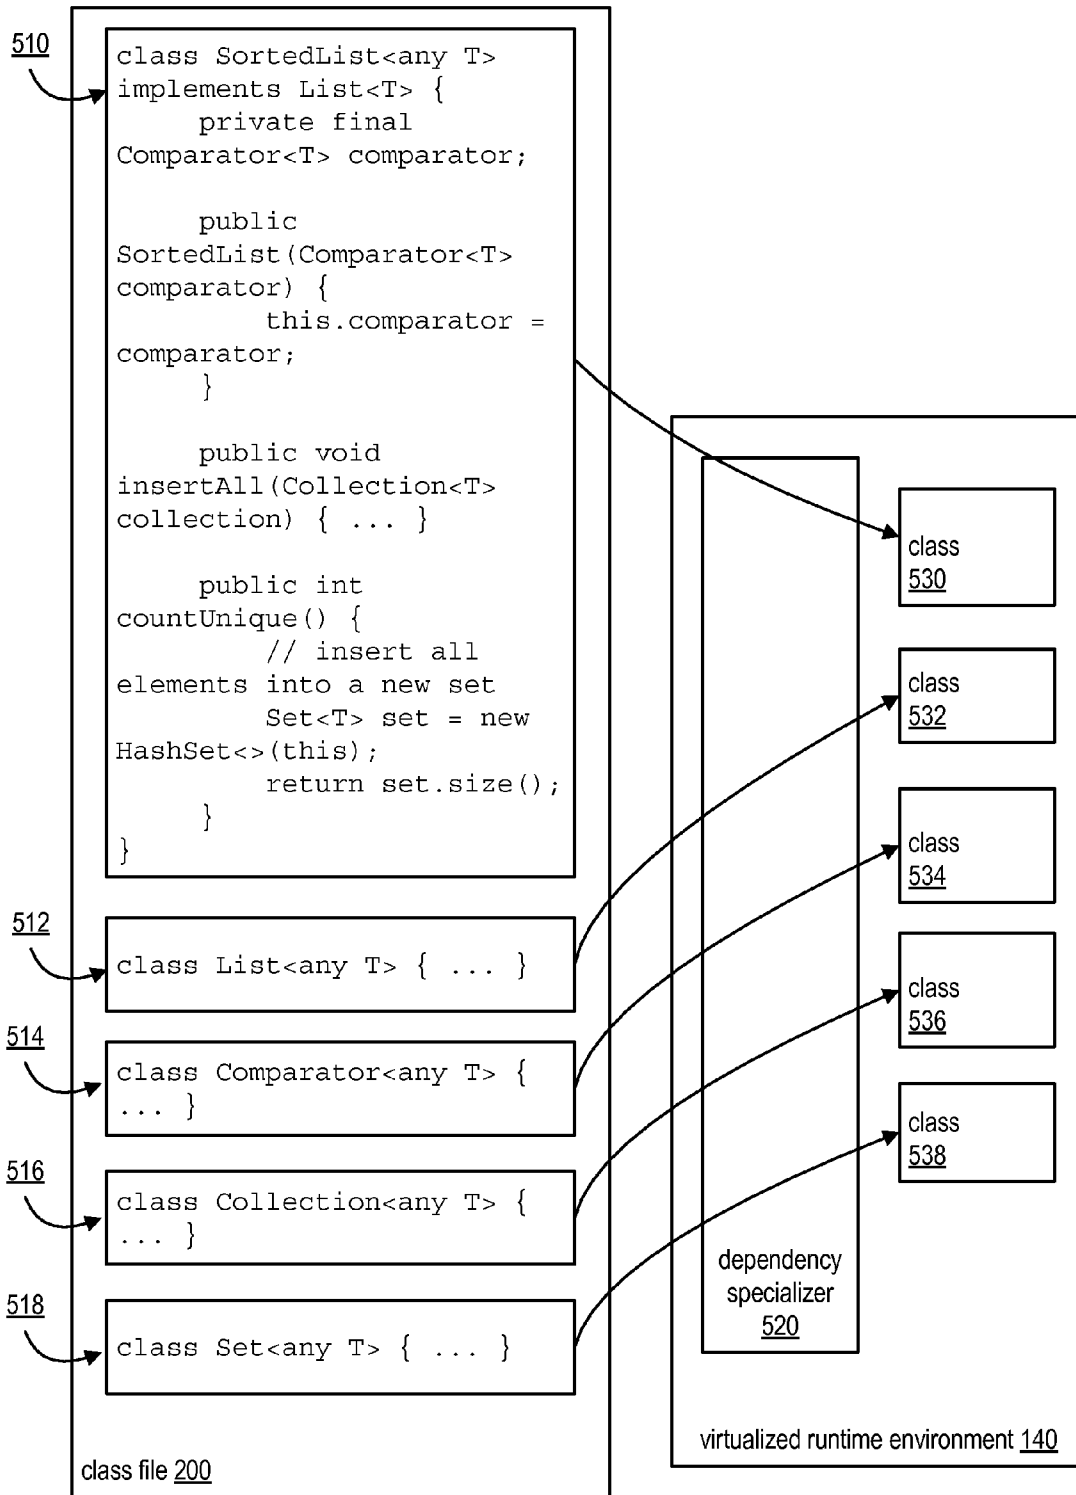 510
class SortedList<any T>
implements List<T> {
private final
Comparator<T> comparator;
public
SortedList(Comparator<T>
comparator) {
this.comparator =
comparator;
}
public void
insertAll(Collection<T>
collection) { ... }
public int
countUnique() {
// insert all
elements into a new set
Set<T> set = new
HashSet<>(this);
return set.size();
}
}
512
class List<any T> { ... }
514
class Comparator<any T> {
... }
516
class Collection<any T> {
... }
518
class Set<any T> { ... }
class file 200
dependency
specializer
520
class
530
class
532
class
534
class
536
class
538
virtualized runtime environment 140